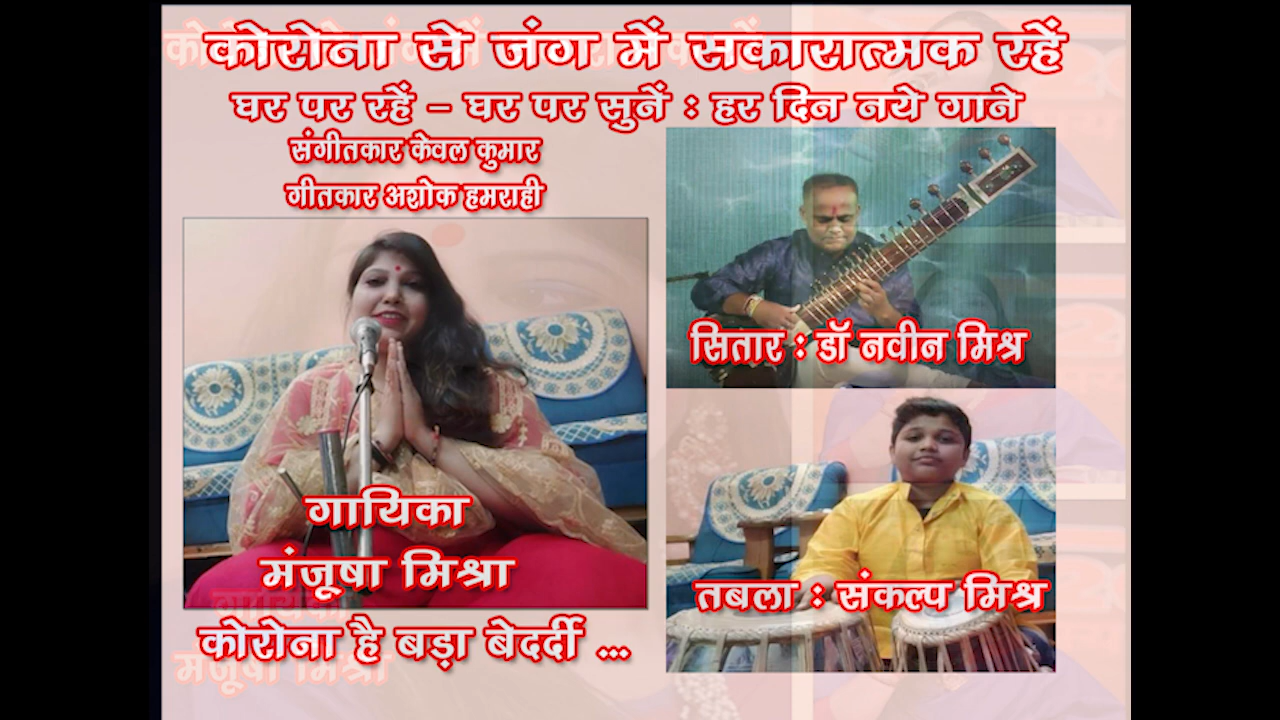 कोरोना से जंग में सकारात्मक रहें
घर पर रहें - घर पर सुनें : हर दिन नये गाने
संगीतकार केवल कुमार
गीतकार अशोक हमराही
सितार : डॉ नवीन मिश्र
गायिका
मंजूषा मिश्रा
तबला : संकल्प मिश्र
कोरोना है बड़ा बेदर्दी ...
गायिका
मंजूषा मिश्रा